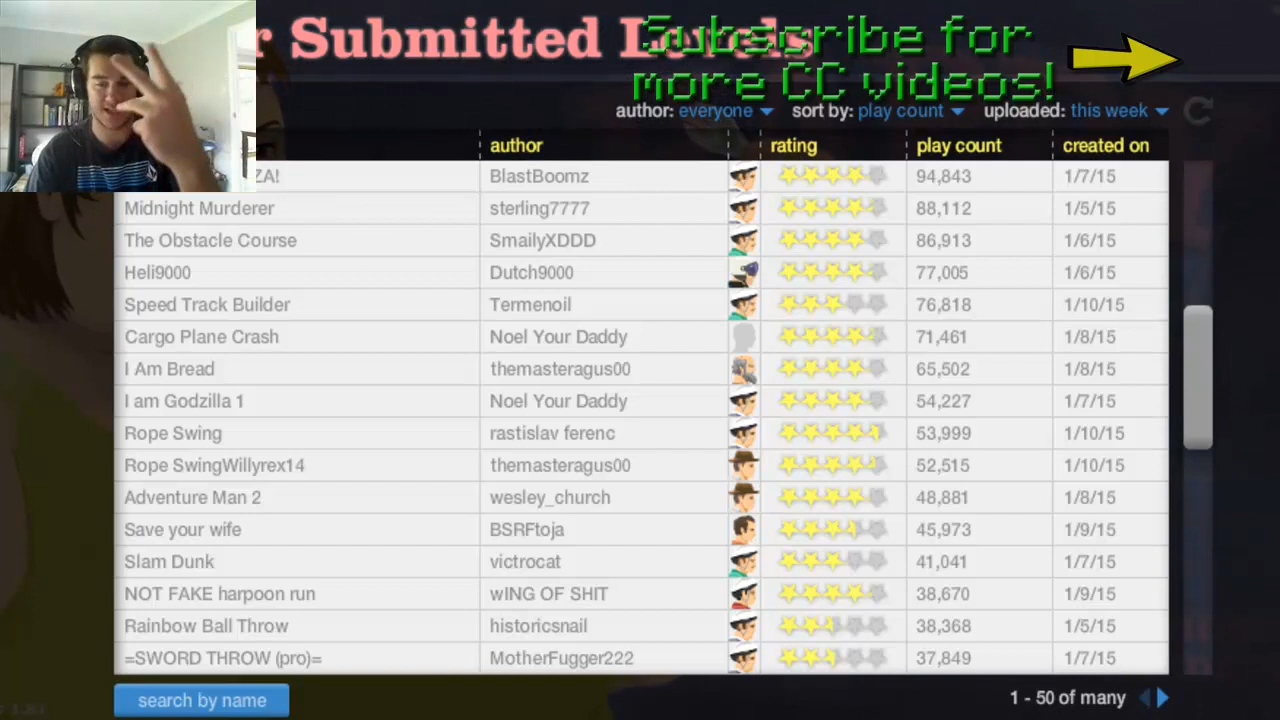 r Submitted Levels
Subscribe for
more CC videos!
author: everyone sort by: play count uploaded: this week
author rating play count created on
ZA! BlastBoomz 94,843 1/7/15
Midnight Murderer sterling7777 88,112 1/5/15
The Obstacle Course SmailyXDDD 86,913 1/6/15
Heli9000 Dutch9000 77,005 1/6/15
Speed Track Builder Termenoil 76,818 1/10/15
Cargo Plane Crash Noel Your Daddy 71,461 1/8/15
I Am Bread themasteragus00 65,502 1/8/15
I am Godzilla 1 Noel Your Daddy 54,227 1/7/15
Rope Swing rastislav ferenc 53,999 1/10/15
Rope SwingWillyrex14 themasteragus00 52,515 1/10/15
Adventure Man 2 wesley_church 48,881 1/8/15
Save your wife BSRFtoja 45,973 1/9/15
Slam Dunk victrocat 41,041 1/7/15
NOT FAKE harpoon run wING OF SHIT 38,670 1/9/15
Rainbow Ball Throw historicsnail 38,368 1/5/15
=SWORD THROW (pro)= MotherFugger222 37,849 1/7/15
search by name 1 - 50 of many